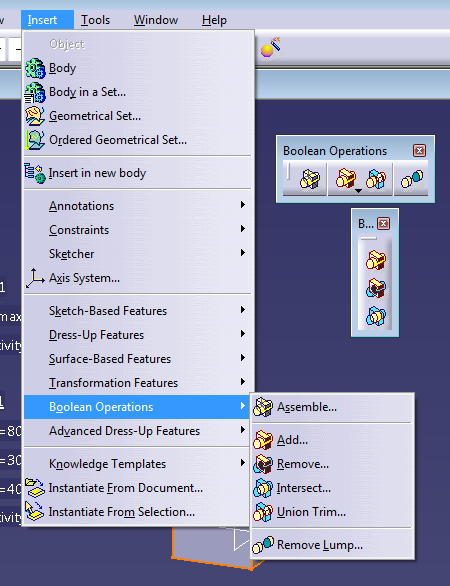 Insert Tools Window Help
Object
Body
Body in a Set...
Geometrical Set...
Ordered Geometrical Set...
Insert in new body
Annotations
Constraints
Sketcher
Axis System...
Sketch-Based Features
Dress-Up Features
Surface-Based Features
Transformation Features
Boolean Operations
Advanced Dress-Up Features
Knowledge Templates
Instantiate From Document...
Instantiate From Selection...
Assemble...
Add...
Remove...
Intersect...
Union Trim...
Remove Lump...
Boolean Operations
B...
1
max
tivity
1
=80
=30
=40
tivity